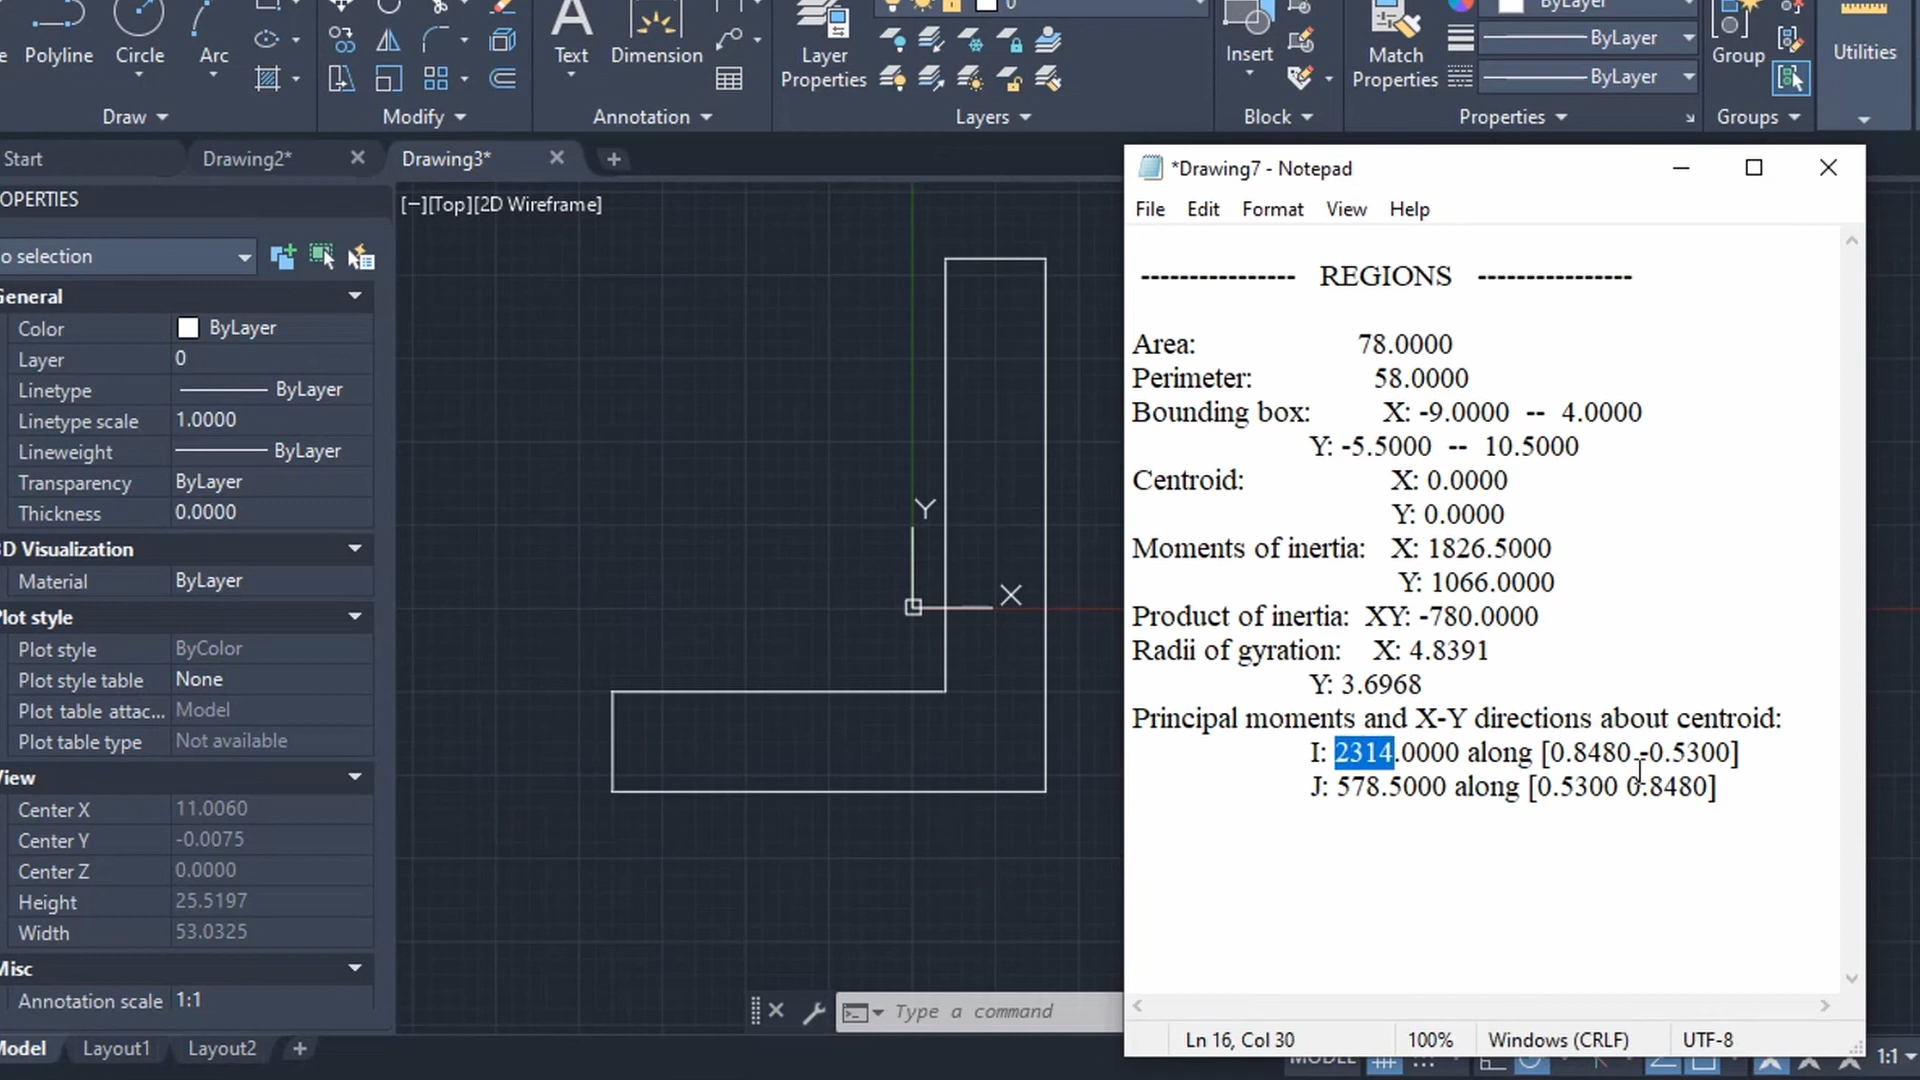 Polyline
Circle
Arc
Text
Dimension
Layer
Properties
0
Insert
Match
Properties
ByLayer
ByLayer
ByLayer
Group
Utilities
Draw
Modify
Annotation
Layers
Block
Properties
Groups
Start
Drawing2*
Drawing3*
OPERTIES
o selection
General
Color ByLayer
Layer 0
Linetype ByLayer
Linetype scale 1.0000
Lineweight ByLayer
Transparency ByLayer
Thickness 0.0000
3D Visualization
Material ByLayer
Plot style
Plot style ByColor
Plot style table None
Plot table attac... Model
Plot table type Not available
View
Center X 11.0060
Center Y -0.0075
Center Z 0.0000
Height 25.5197
Width 53.0325
Misc
Annotation scale 1:1
[−][Top][2D Wireframe]
Y
X
Type a command
Model Layout1 Layout2 +
*Drawing7 - Notepad
File Edit Format View Help
---------------- REGIONS ----------------
Area: 78.0000
Perimeter: 58.0000
Bounding box: X: -9.0000 -- 4.0000
Y: -5.5000 -- 10.5000
Centroid: X: 0.0000
Y: 0.0000
Moments of inertia: X: 1826.5000
Y: 1066.0000
Product of inertia: XY: -780.0000
Radii of gyration: X: 4.8391
Y: 3.6968
Principal moments and X-Y directions about centroid:
I: 2314.0000 along [0.8480 -0.5300]
J: 578.5000 along [0.5300 0.8480]
Ln 16, Col 30 100% Windows (CRLF) UTF-8
MODEL
1:1